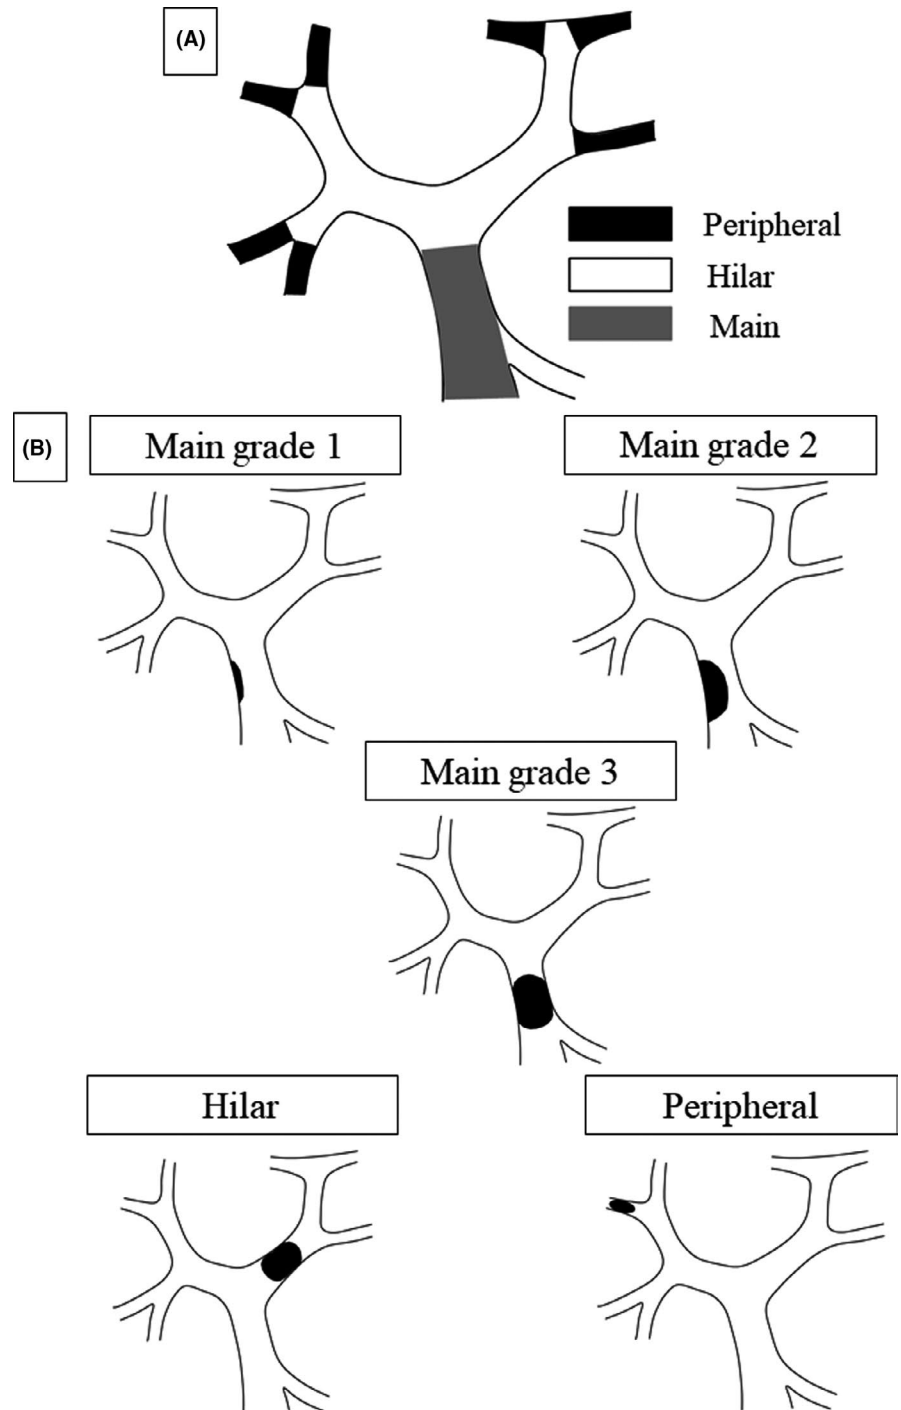 (A)
Peripheral
Hilar
Main
(B)
Main grade 1
Main grade 2
Main grade 3
Hilar
Peripheral